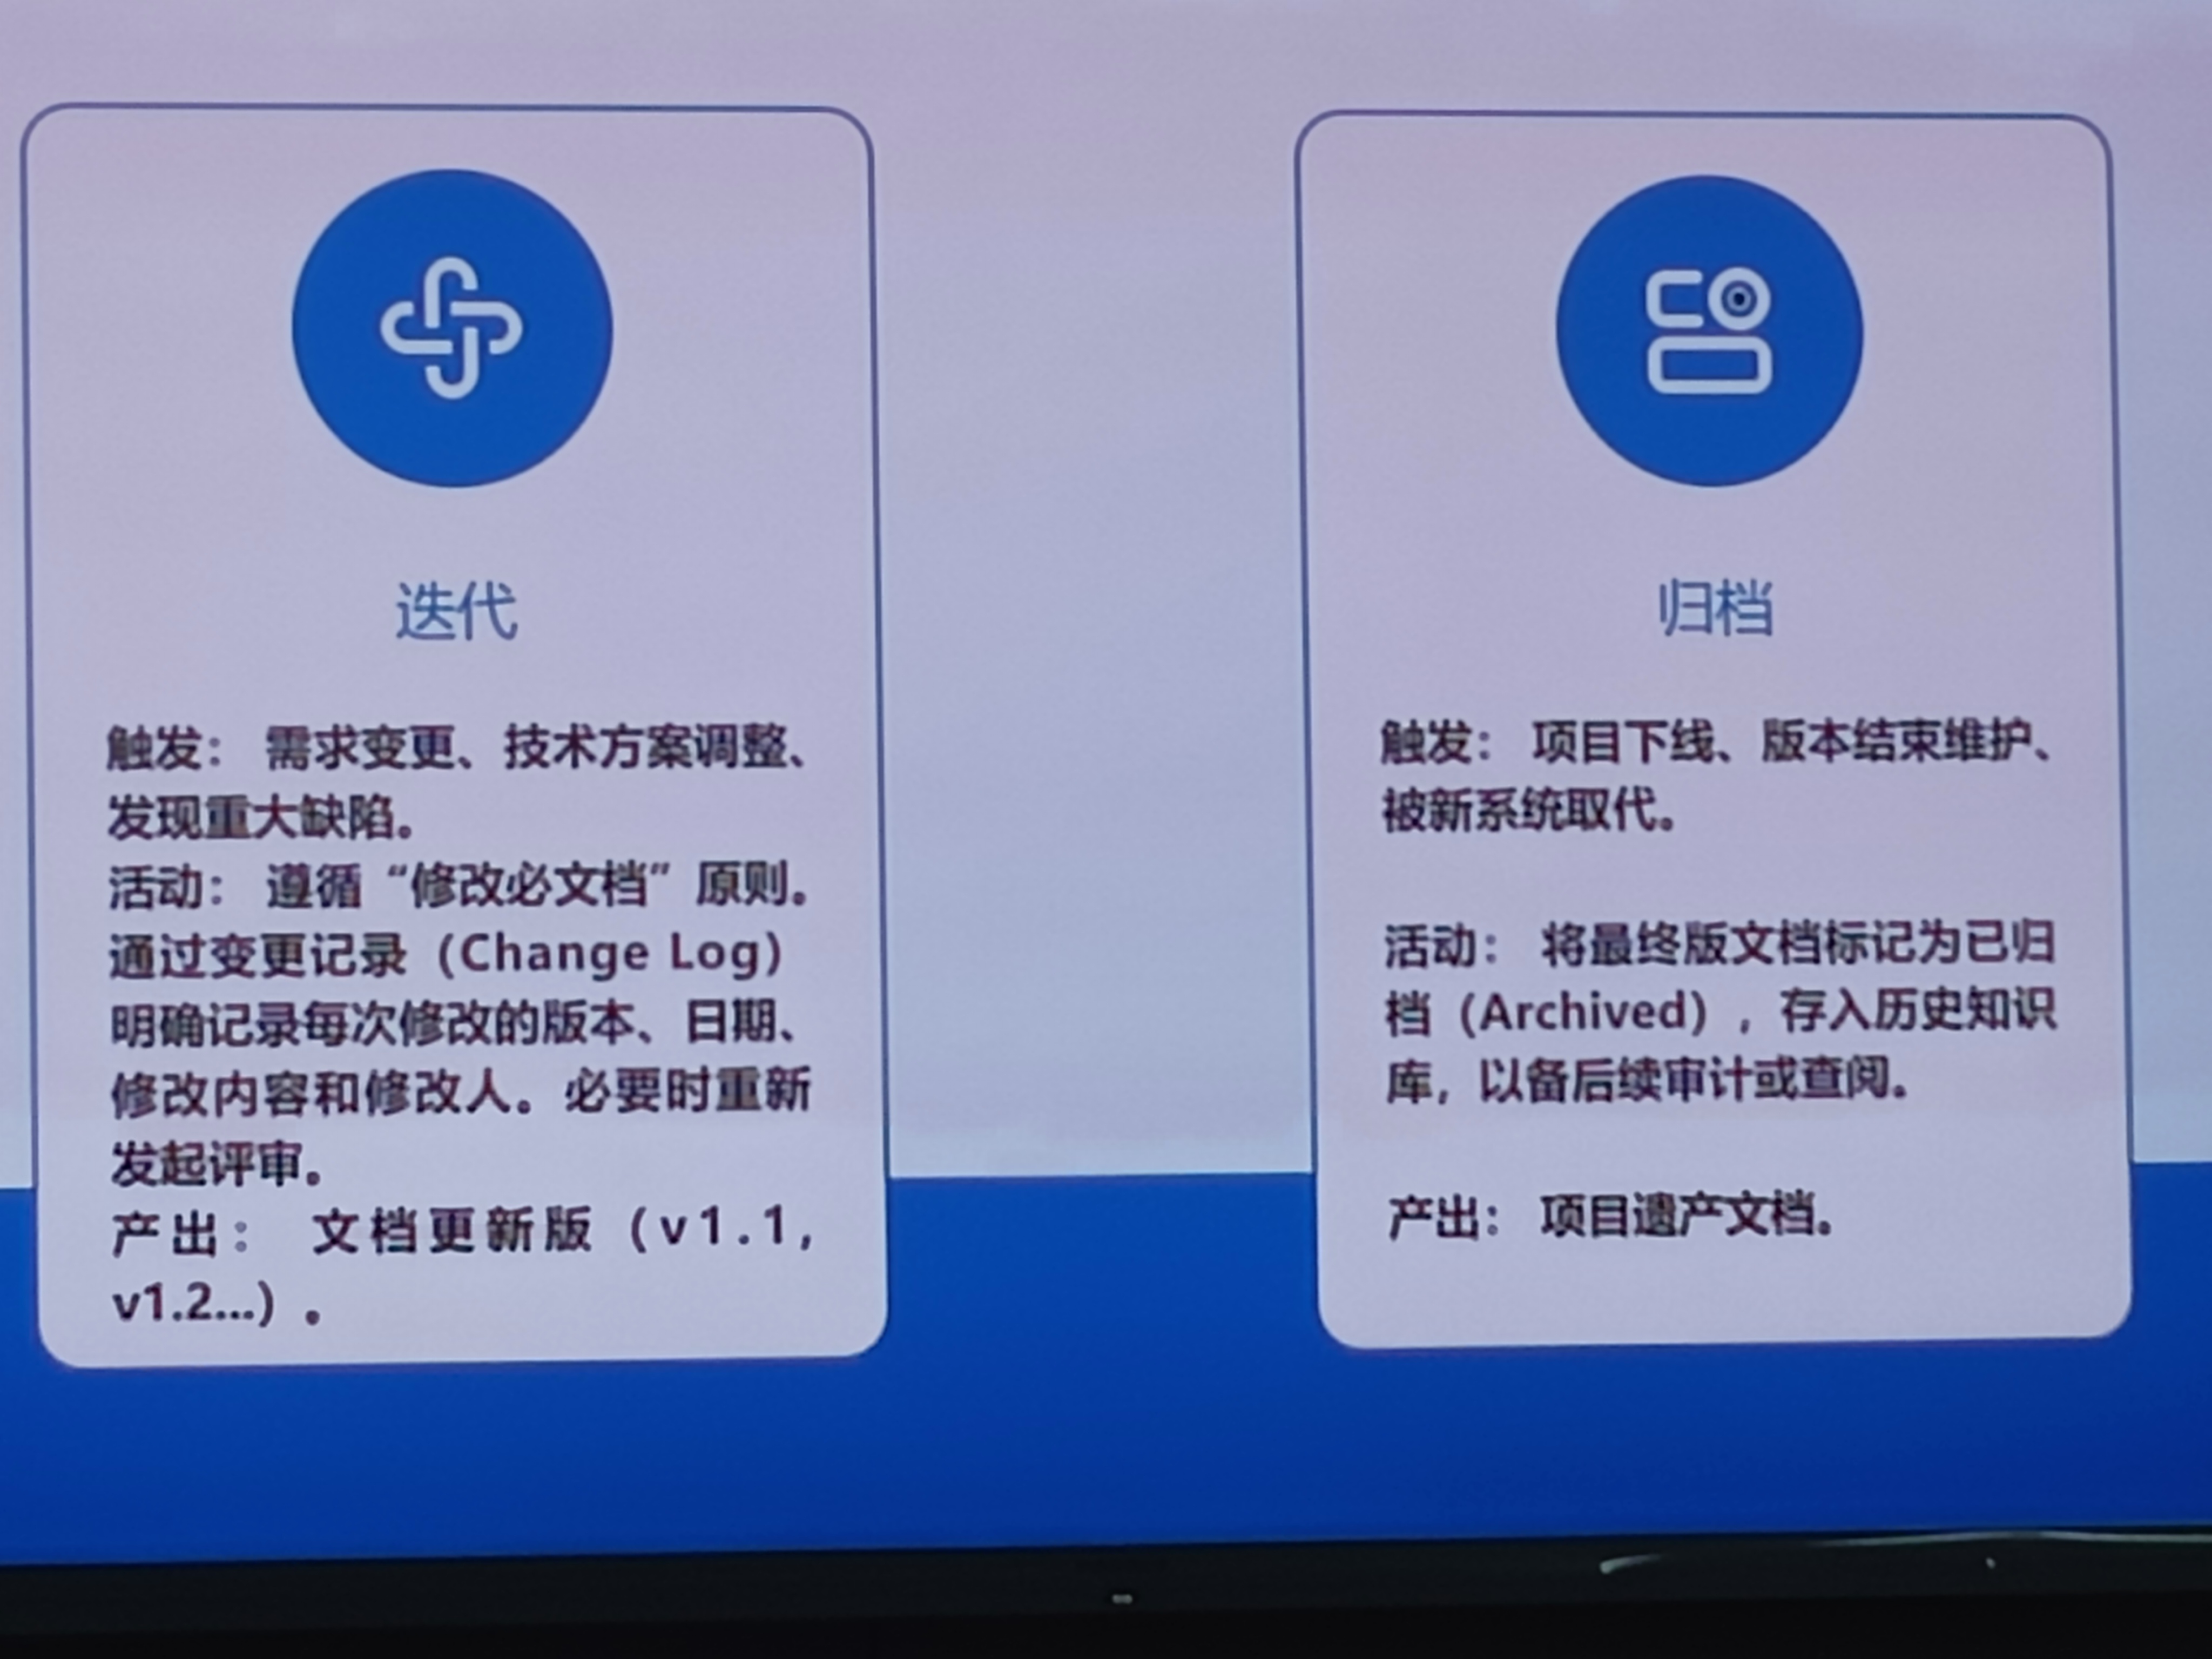 迭代
触发： 需求变更、技术方案调整、
发现重大缺陷。
活动： 遵循“修改必文档”原则。
通过变更记录（Change Log）
明确记录每次修改的版本、日期、
修改内容和修改人。必要时重新
发起评审。
产出： 文档更新版（v1.1,
v1.2...）。
归档
触发： 项目下线、版本结束维护、
被新系统取代。
活动： 将最终版文档标记为已归
档（Archived），存入历史知识
库，以备后续审计或查阅。
产出： 项目遗产文档。